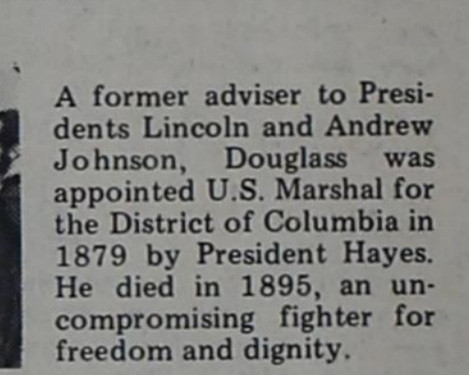 A former adviser to Presi-
dents Lincoln and Andrew
Johnson, Douglass was
appointed U.S. Marshal for
the District of Columbia in
1879 by President Hayes.
He died in 1895, an un-
compromising fighter for
freedom and dignity.